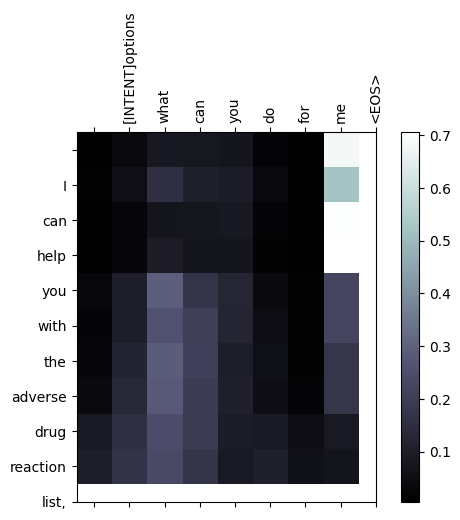 [INTENT]options
what
can
you
do
for
me
<EOS>
I
can
help
you
with
the
adverse
drug
reaction
list,
0.7
0.6
0.5
0.4
0.3
0.2
0.1